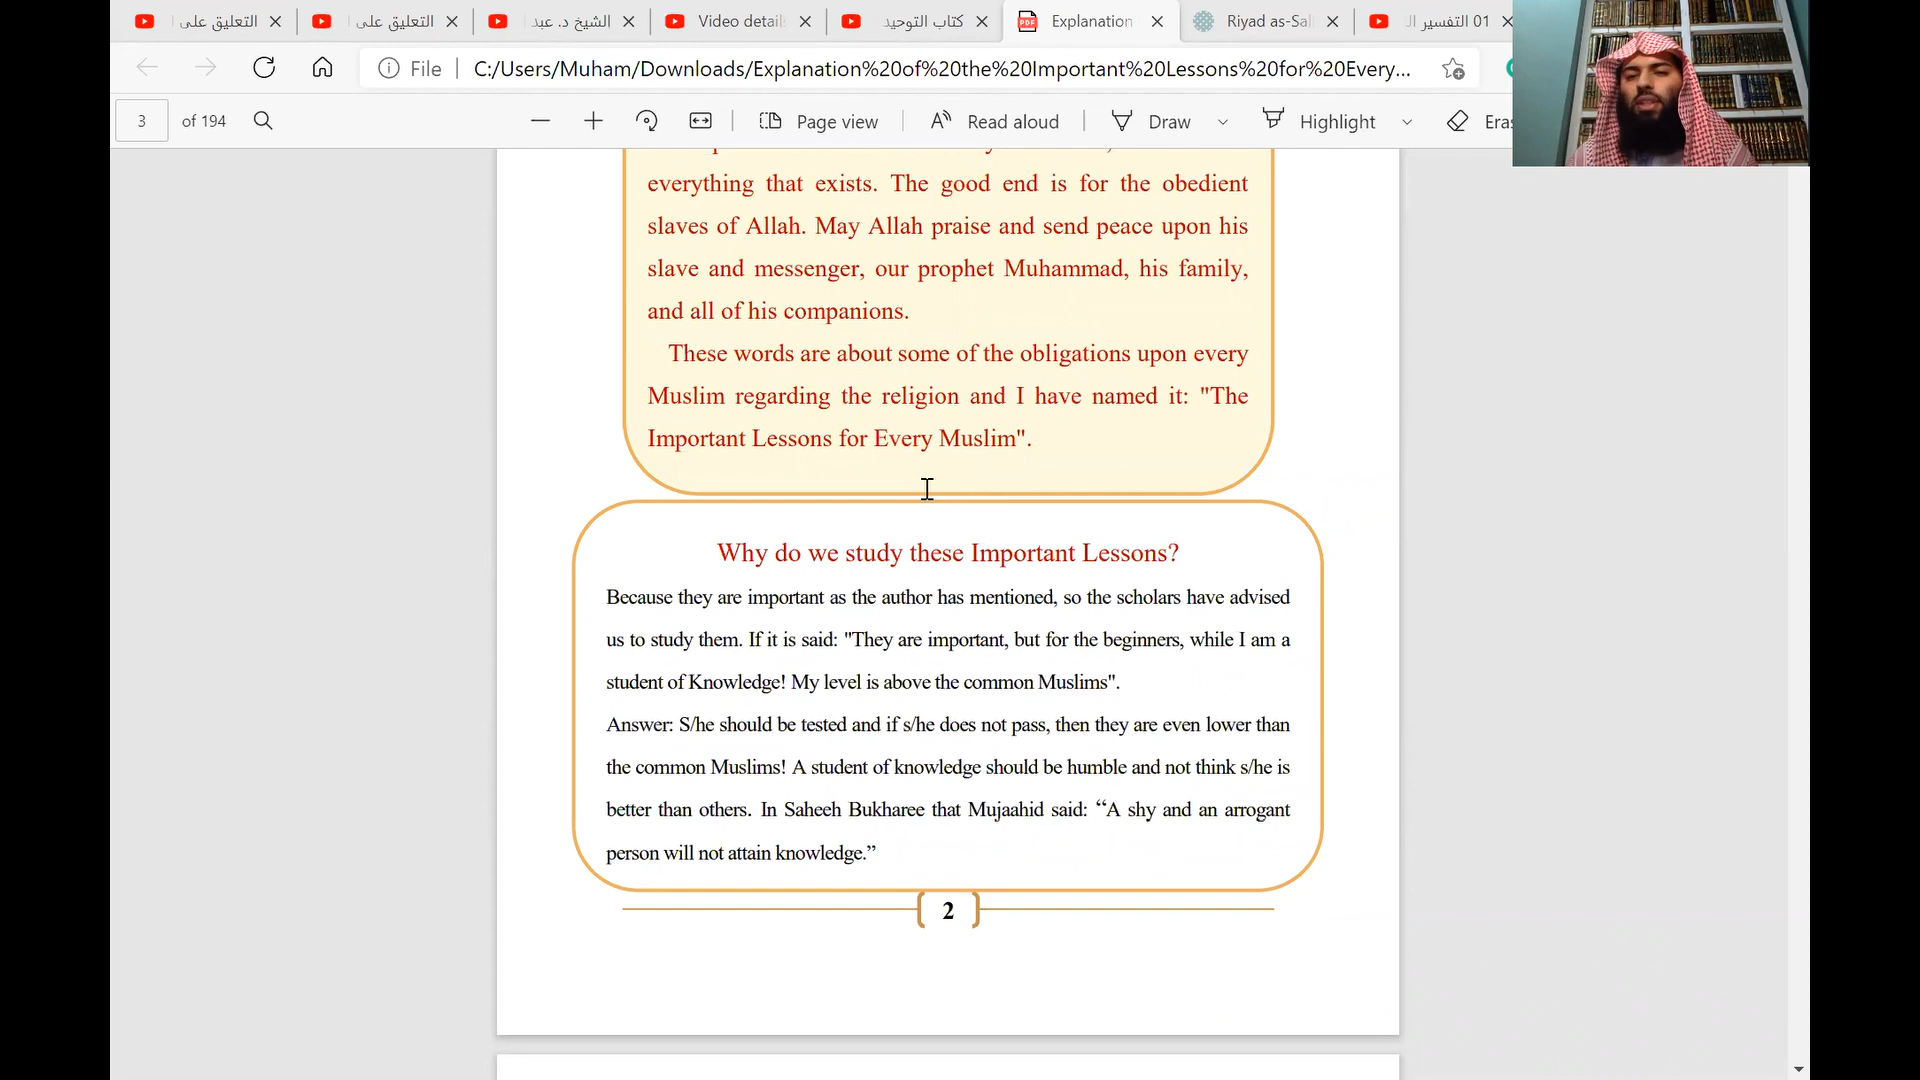 التعليق على
التعليق على
الشيخ د. عبد
Video detail
كتاب التوحيد
Explanation
Riyad as-Sal
01 التفسير ال
File
C:/Users/Muham/Downloads/Explanation%20of%20the%20Important%20Lessons%20for%20Every...
3 of 194
Page view
Read aloud
Draw
Highlight
Eras
everything that exists. The good end is for the obedient
slaves of Allah. May Allah praise and send peace upon his
slave and messenger, our prophet Muhammad, his family,
and all of his companions.
These words are about some of the obligations upon every
Muslim regarding the religion and I have named it: "The
Important Lessons for Every Muslim".
Why do we study these Important Lessons?
Because they are important as the author has mentioned, so the scholars have advised
us to study them. If it is said: "They are important, but for the beginners, while I am a
student of Knowledge! My level is above the common Muslims".
Answer: S/he should be tested and if s/he does not pass, then they are even lower than
the common Muslims! A student of knowledge should be humble and not think s/he is
better than others. In Saheeh Bukharee that Mujaahid said: “A shy and an arrogant
person will not attain knowledge.”
2